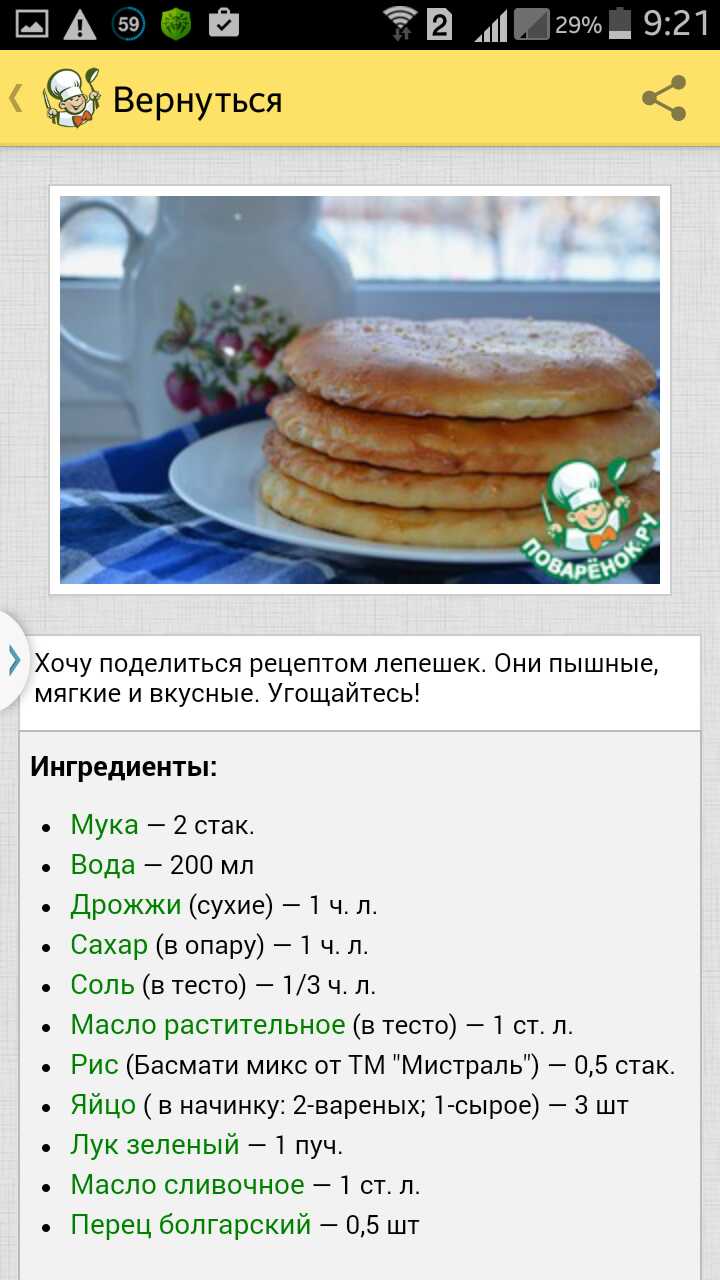 59
2
29%
9:21
Вернуться
ПОВАРЁНОК.РУ
Хочу поделиться рецептом лепешек. Они пышные,
мягкие и вкусные. Угощайтесь!
Ингредиенты:
Мука — 2 стак.
Вода — 200 мл
Дрожжи (сухие) — 1 ч. л.
Сахар (в опару) — 1 ч. л.
Соль (в тесто) — 1/3 ч. л.
Масло растительное (в тесто) — 1 ст. л.
Рис (Басмати микс от ТМ "Мистраль") — 0,5 стак.
Яйцо ( в начинку: 2-вареных; 1-сырое) — 3 шт
Лук зеленый — 1 пуч.
Масло сливочное — 1 ст. л.
Перец болгарский — 0,5 шт